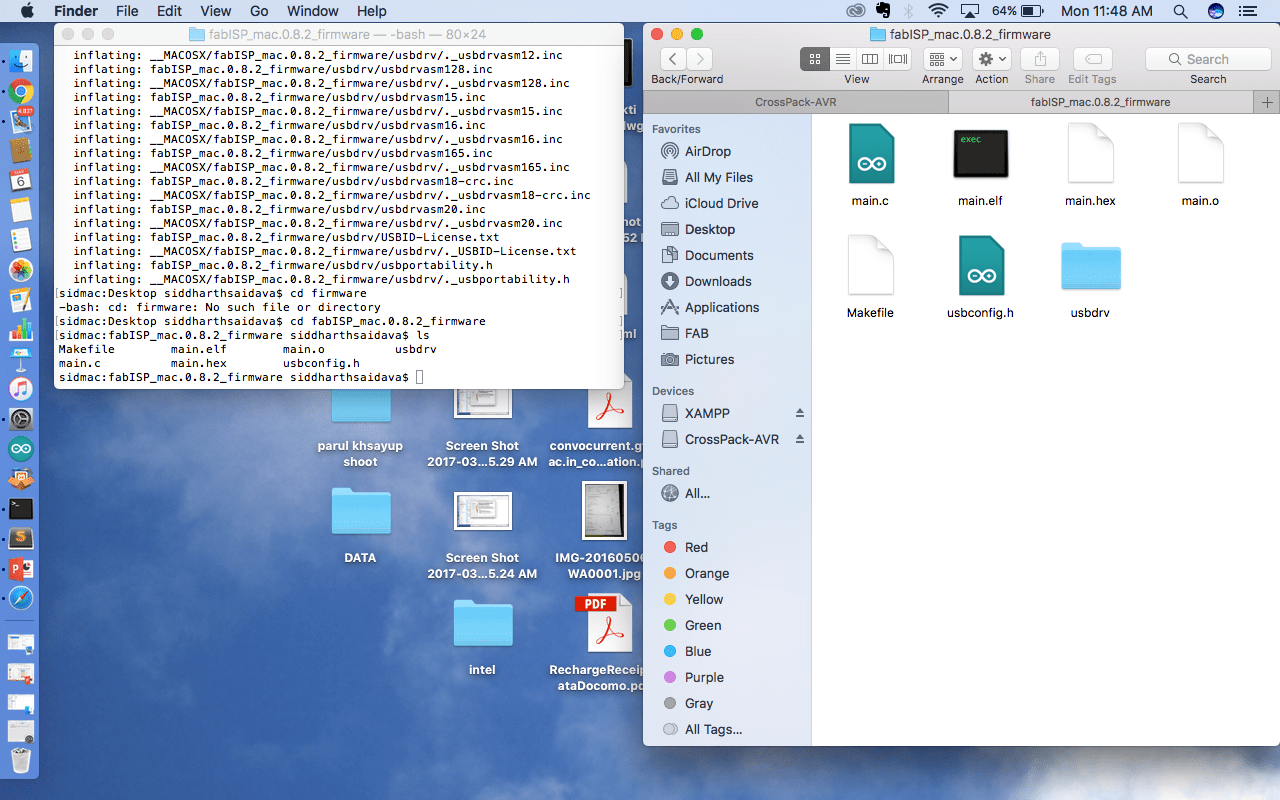 Finder File Edit View Go Window Help
64% Mon 11:48 AM
fabISP_mac.0.8.2_firmware — -bash — 80×24
inflating: __MACOSX/fabISP_mac.0.8.2_firmware/usbdrv/._usbdrvasm12.inc
inflating: fabISP_mac.0.8.2_firmware/usbdrv/usbdrvasm128.inc
inflating: __MACOSX/fabISP_mac.0.8.2_firmware/usbdrv/._usbdrvasm128.inc
inflating: fabISP_mac.0.8.2_firmware/usbdrv/usbdrvasm15.inc
inflating: __MACOSX/fabISP_mac.0.8.2_firmware/usbdrv/._usbdrvasm15.inc
inflating: fabISP_mac.0.8.2_firmware/usbdrv/usbdrvasm16.inc
inflating: __MACOSX/fabISP_mac.0.8.2_firmware/usbdrv/._usbdrvasm16.inc
inflating: fabISP_mac.0.8.2_firmware/usbdrv/usbdrvasm165.inc
inflating: __MACOSX/fabISP_mac.0.8.2_firmware/usbdrv/._usbdrvasm165.inc
inflating: fabISP_mac.0.8.2_firmware/usbdrv/usbdrvasm18-crc.inc
inflating: __MACOSX/fabISP_mac.0.8.2_firmware/usbdrv/._usbdrvasm18-crc.inc
inflating: fabISP_mac.0.8.2_firmware/usbdrv/usbdrvasm20.inc
inflating: __MACOSX/fabISP_mac.0.8.2_firmware/usbdrv/._usbdrvasm20.inc
inflating: fabISP_mac.0.8.2_firmware/usbdrv/USBID-License.txt
inflating: __MACOSX/fabISP_mac.0.8.2_firmware/usbdrv/._USBID-License.txt
inflating: fabISP_mac.0.8.2_firmware/usbdrv/usbportability.h
inflating: __MACOSX/fabISP_mac.0.8.2_firmware/usbdrv/._usbportability.h
[sidmac:Desktop siddharthsaidava$ cd firmware ]
-bash: cd: firmware: No such file or directory
[sidmac:Desktop siddharthsaidava$ cd fabISP_mac.0.8.2_firmware ]
[sidmac:fabISP_mac.0.8.2_firmware siddharthsaidava$ ls ]
Makefile main.elf main.o usbdrv
main.c main.hex usbconfig.h
sidmac:fabISP_mac.0.8.2_firmware siddharthsaidava$
parul khsayup
shoot
Screen Shot
2017-03...5.29 AM
convocurrent.g
ac.in_co...ation.p
DATA
Screen Shot
2017-03...5.24 AM
IMG-2016050
WA0001.jpg
intel
PDF
RechargeReceip
ataDocomo.pd
fabISP_mac.0.8.2_firmware
Back/Forward View Arrange Action Share Edit Tags Search
Search
CrossPack-AVR fabISP_mac.0.8.2_firmware
Favorites
AirDrop
All My Files
iCloud Drive
Desktop
Documents
Downloads
Applications
FAB
Pictures
Devices
XAMPP
CrossPack-AVR
Shared
All...
Tags
Red
Orange
Yellow
Green
Blue
Purple
Gray
All Tags...
exec
main.c main.elf main.hex main.o
Makefile usbconfig.h usbdrv